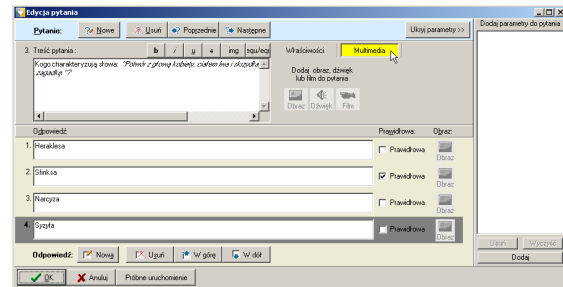 Edycja pytania
Dodaj parametry do pytania
Pytanie: Nowe Usuń Poprzednie Następne Ukryj parametry >>
3. Treść pytania: b i u s img equ/eqi Właściwości Multimedia
Kogo charakteryzują słowa: "Potwór z głową kobiety, ciałem lwa i skrzydła
zagadką "?
Dodaj obraz, dźwięk
lub film do pytania
Obraz Dźwięk Film
Odpowiedź Prawidłowa: Obraz:
1. Heraklesa Prawidłowa Obraz
2. Sfinksa Prawidłowa Obraz
3. Narcyza Prawidłowa Obraz
4. Syzyfa Prawidłowa Obraz
Usuń Wyczyść
Odpowiedź: Nowa Usuń W górę W dół Dodaj
OK Anuluj Próbne uruchomienie